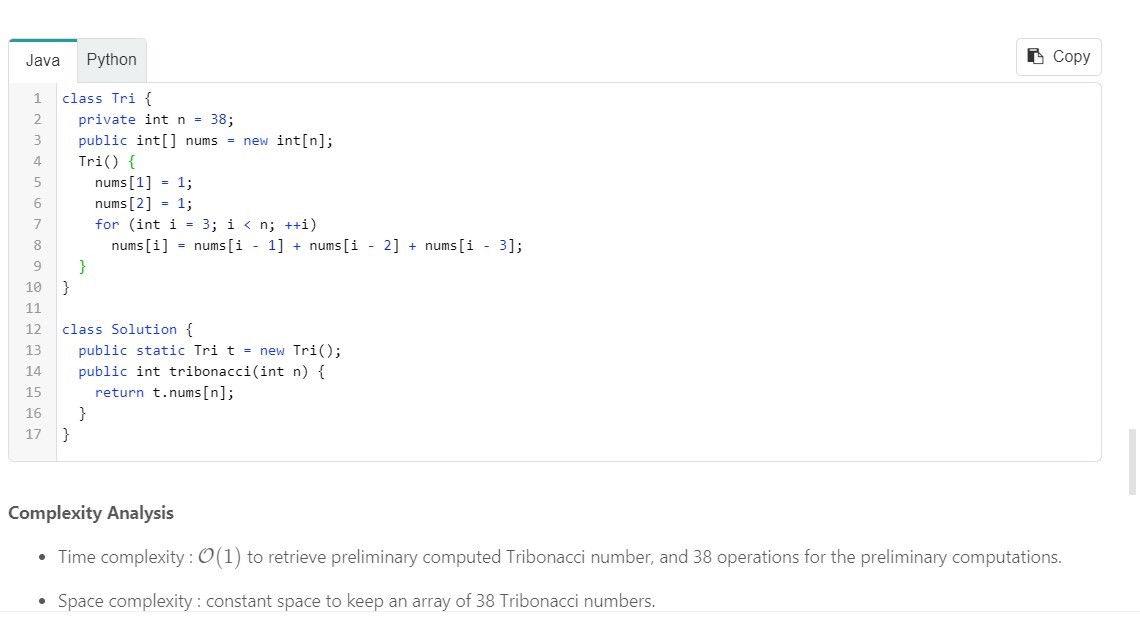 Java Python Copy
1 class Tri {
2 private int n = 38;
3 public int[] nums = new int[n];
4 Tri() {
5 nums[1] = 1;
6 nums[2] = 1;
7 for (int i = 3; i < n; ++i)
8 nums[i] = nums[i - 1] + nums[i - 2] + nums[i - 3];
9 }
10 }
11
12 class Solution {
13 public static Tri t = new Tri();
14 public int tribonacci(int n) {
15 return t.nums[n];
16 }
17 }
Complexity Analysis
• Time complexity : O(1) to retrieve preliminary computed Tribonacci number, and 38 operations for the preliminary computations.
• Space complexity : constant space to keep an array of 38 Tribonacci numbers.